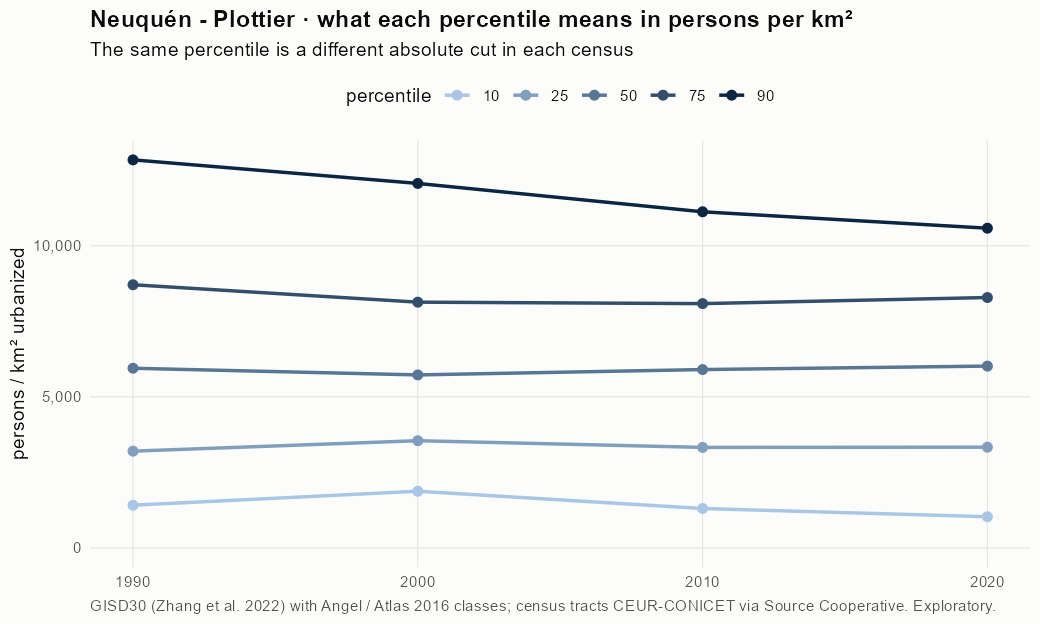 Neuquén - Plottier · what each percentile means in persons per km²
The same percentile is a different absolute cut in each census
percentile 10 25 50 75 90
persons / km² urbanized
10,000
5,000
0
1990 2000 2010 2020
GISD30 (Zhang et al. 2022) with Angel / Atlas 2016 classes; census tracts CEUR-CONICET via Source Cooperative. Exploratory.